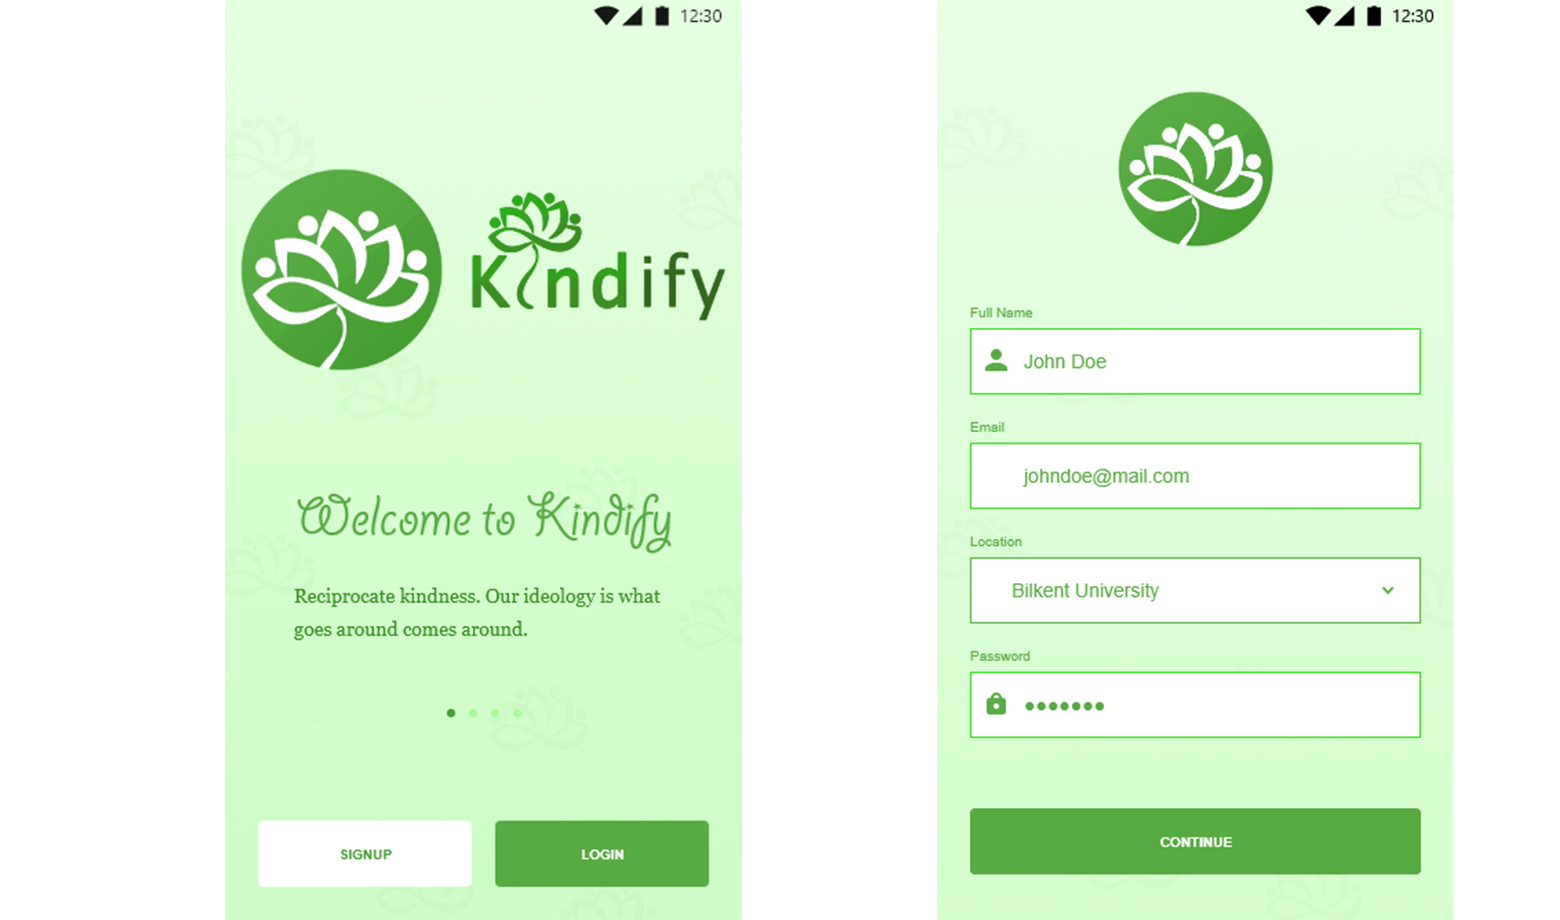 12:30
Kindify
Welcome to Kindify
Reciprocate kindness. Our ideology is what
goes around comes around.
SIGNUP
LOGIN
12:30
Full Name
John Doe
Email
johndoe@mail.com
Location
Bilkent University
Password
CONTINUE